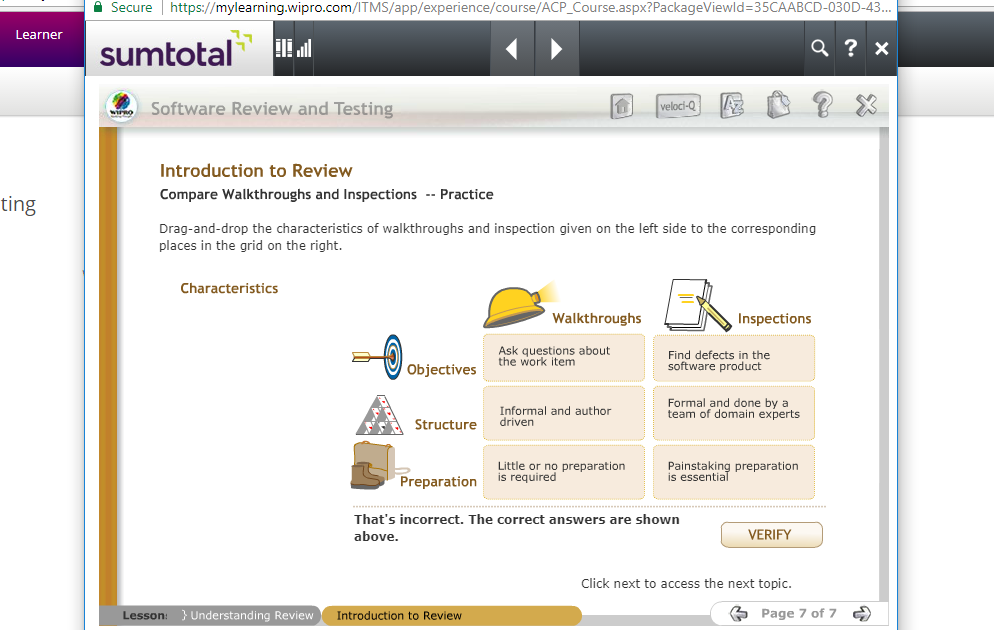 Secure https://mylearning.wipro.com/ITMS/app/experience/course/ACP_Course.aspx?PackageViewId=35CAABCD-030D-43...
Learner
sumtotal
?
WIPRO
Software Review and Testing
veloci-Q
A-Z
?
ting
Introduction to Review
Compare Walkthroughs and Inspections -- Practice
Drag-and-drop the characteristics of walkthroughs and inspection given on the left side to the corresponding
places in the grid on the right.
Characteristics
Walkthroughs
Inspections
Objectives
Ask questions about
the work item
Find defects in the
software product
Structure
Informal and author
driven
Formal and done by a
team of domain experts
Preparation
Little or no preparation
is required
Painstaking preparation
is essential
That's incorrect. The correct answers are shown
above.
VERIFY
Click next to access the next topic.
Lesson: } Understanding Review
Introduction to Review
Page 7 of 7